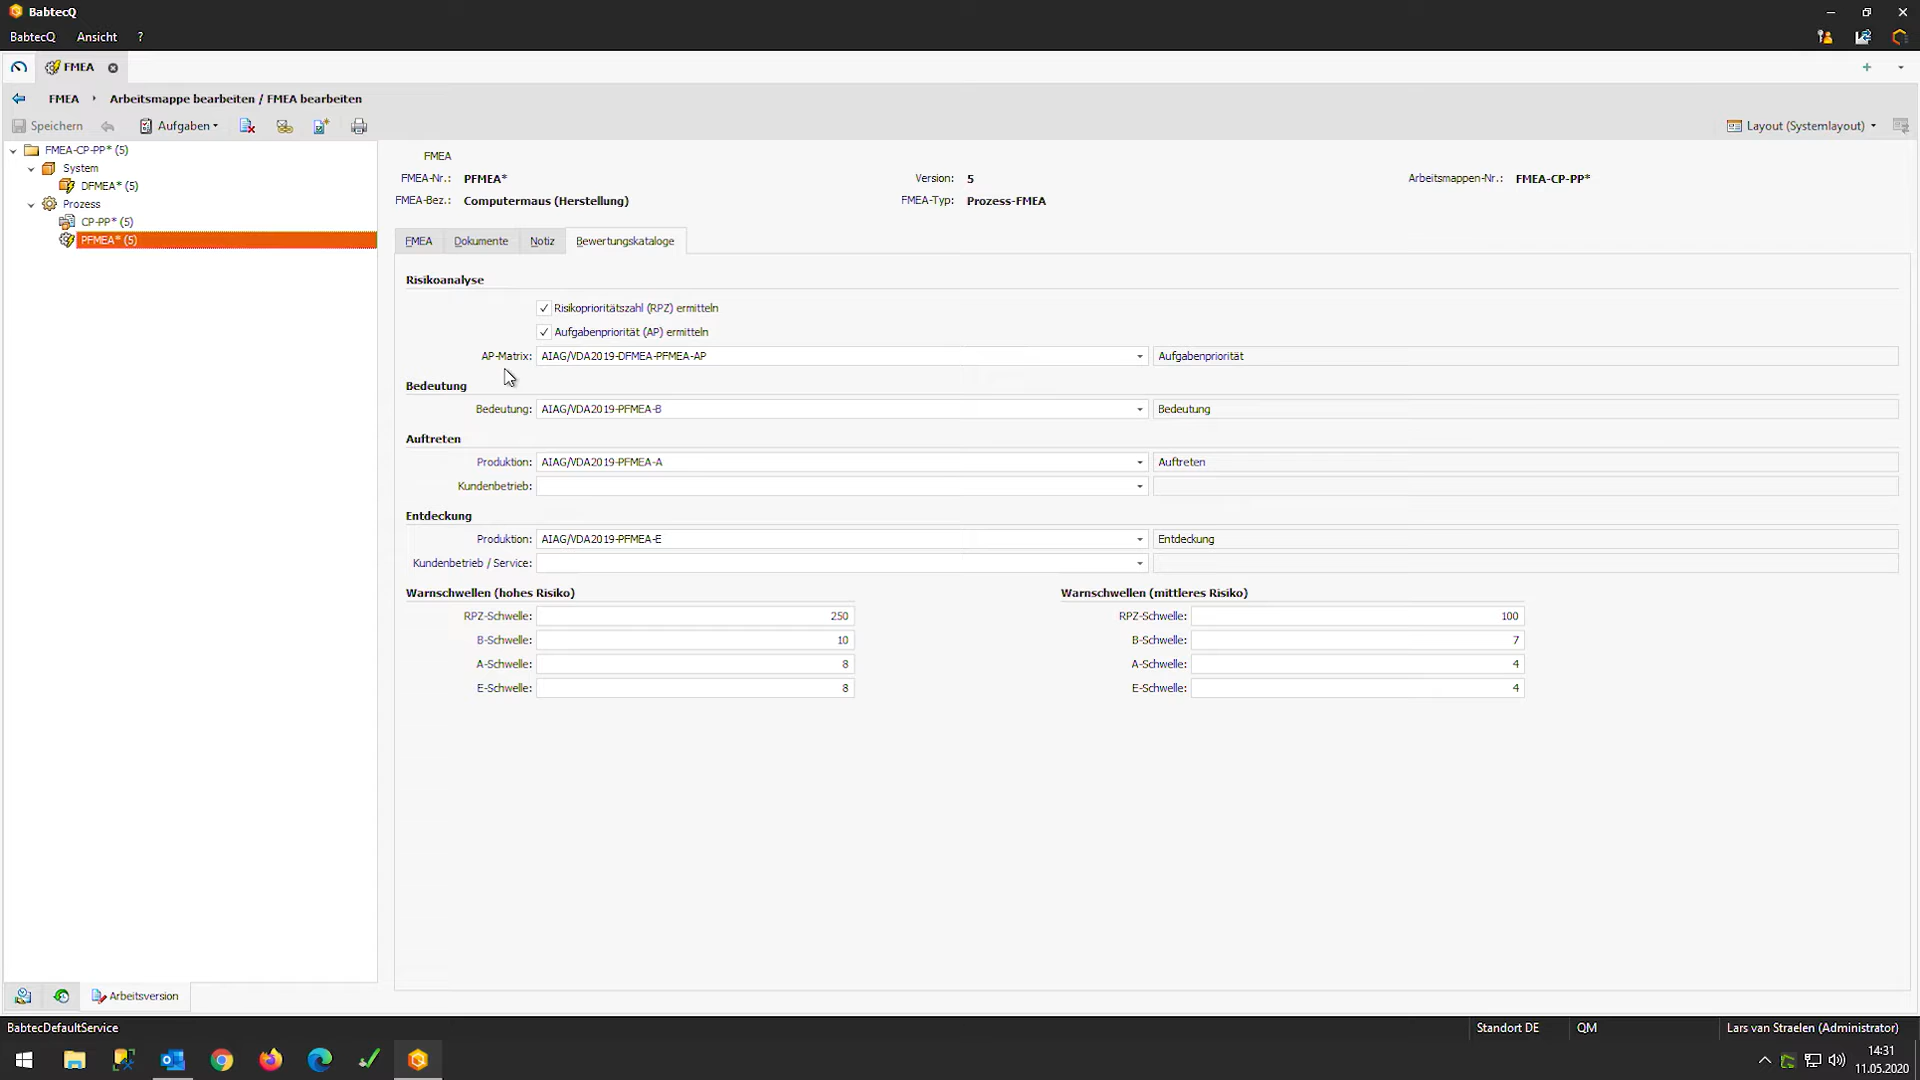 BabtecQ
BabtecQ Ansicht ?
FMEA
FMEA Arbeitsmappe bearbeiten / FMEA bearbeiten
Speichern Aufgaben Layout (Systemlayout)
FMEA-CP-PP* (5)
System
DFMEA* (5)
Prozess
CP-PP* (5)
PFMEA* (5)
FMEA
FMEA-Nr.: PFMEA* Version: 5 Arbeitsmappen-Nr.: FMEA-CP-PP*
FMEA-Bez.: Computermaus (Herstellung) FMEA-Typ: Prozess-FMEA
FMEA Dokumente Notiz Bewertungskataloge
Risikoanalyse
Risikoprioritätszahl (RPZ) ermitteln
Aufgabenpriorität (AP) ermitteln
AP-Matrix: AIAG/VDA2019-DFMEA-PFMEA-AP Aufgabenpriorität
Bedeutung
Bedeutung: AIAG/VDA2019-PFMEA-B Bedeutung
Auftreten
Produktion: AIAG/VDA2019-PFMEA-A Auftreten
Kundenbetrieb:
Entdeckung
Produktion: AIAG/VDA2019-PFMEA-E Entdeckung
Kundenbetrieb / Service:
Warnschwellen (hohes Risiko) Warnschwellen (mittleres Risiko)
RPZ-Schwelle: 250 RPZ-Schwelle: 100
B-Schwelle: 10 B-Schwelle: 7
A-Schwelle: 8 A-Schwelle: 4
E-Schwelle: 8 E-Schwelle: 4
Arbeitsversion
BabtecDefaultService Standort DE QM Lars van Straelen (Administrator)
14:31
11.05.2020